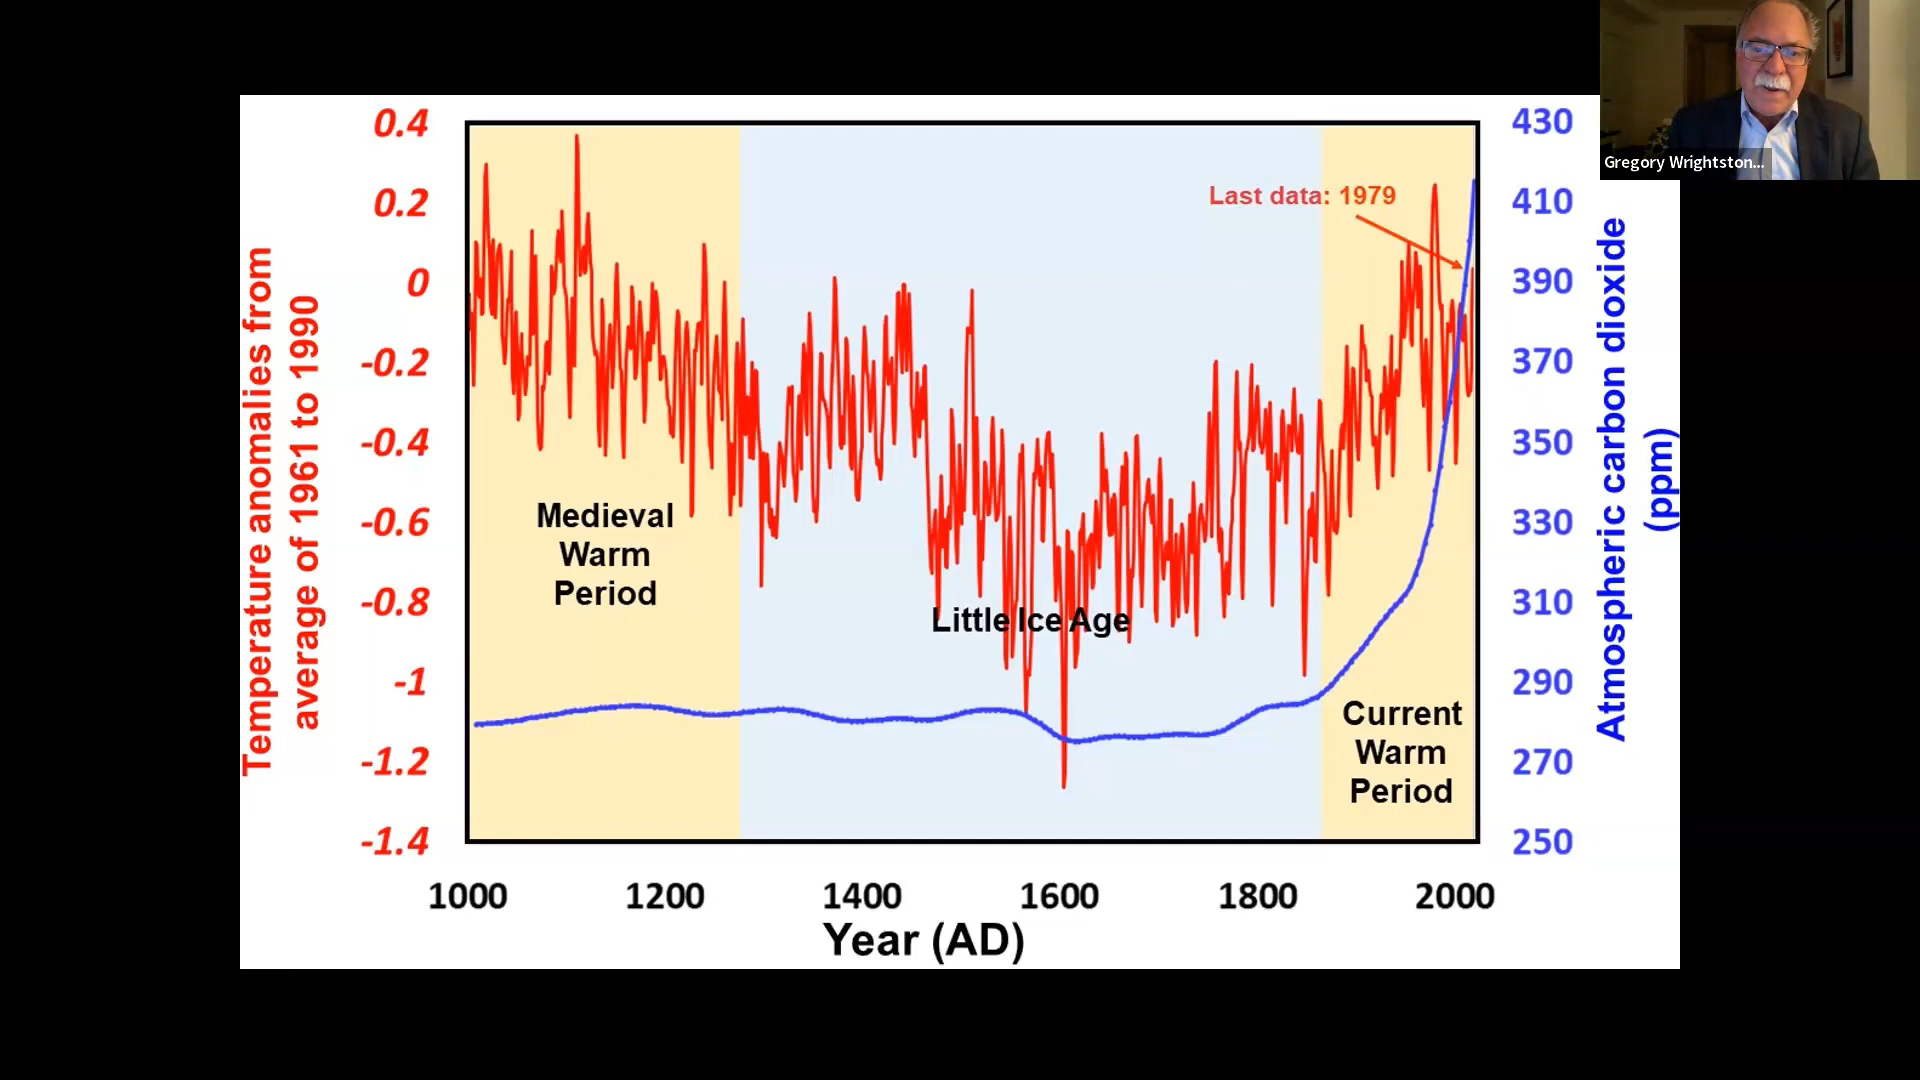 Gregory Wrightston...
0.4
0.2
0
-0.2
-0.4
-0.6
-0.8
-1
-1.2
-1.4
Temperature anomalies from
average of 1961 to 1990
Last data: 1979
Medieval
Warm
Period
Little Ice Age
Current
Warm
Period
430
410
390
370
350
330
310
290
270
250
Atmospheric carbon dioxide
(ppm)
1000 1200 1400 1600 1800 2000
Year (AD)